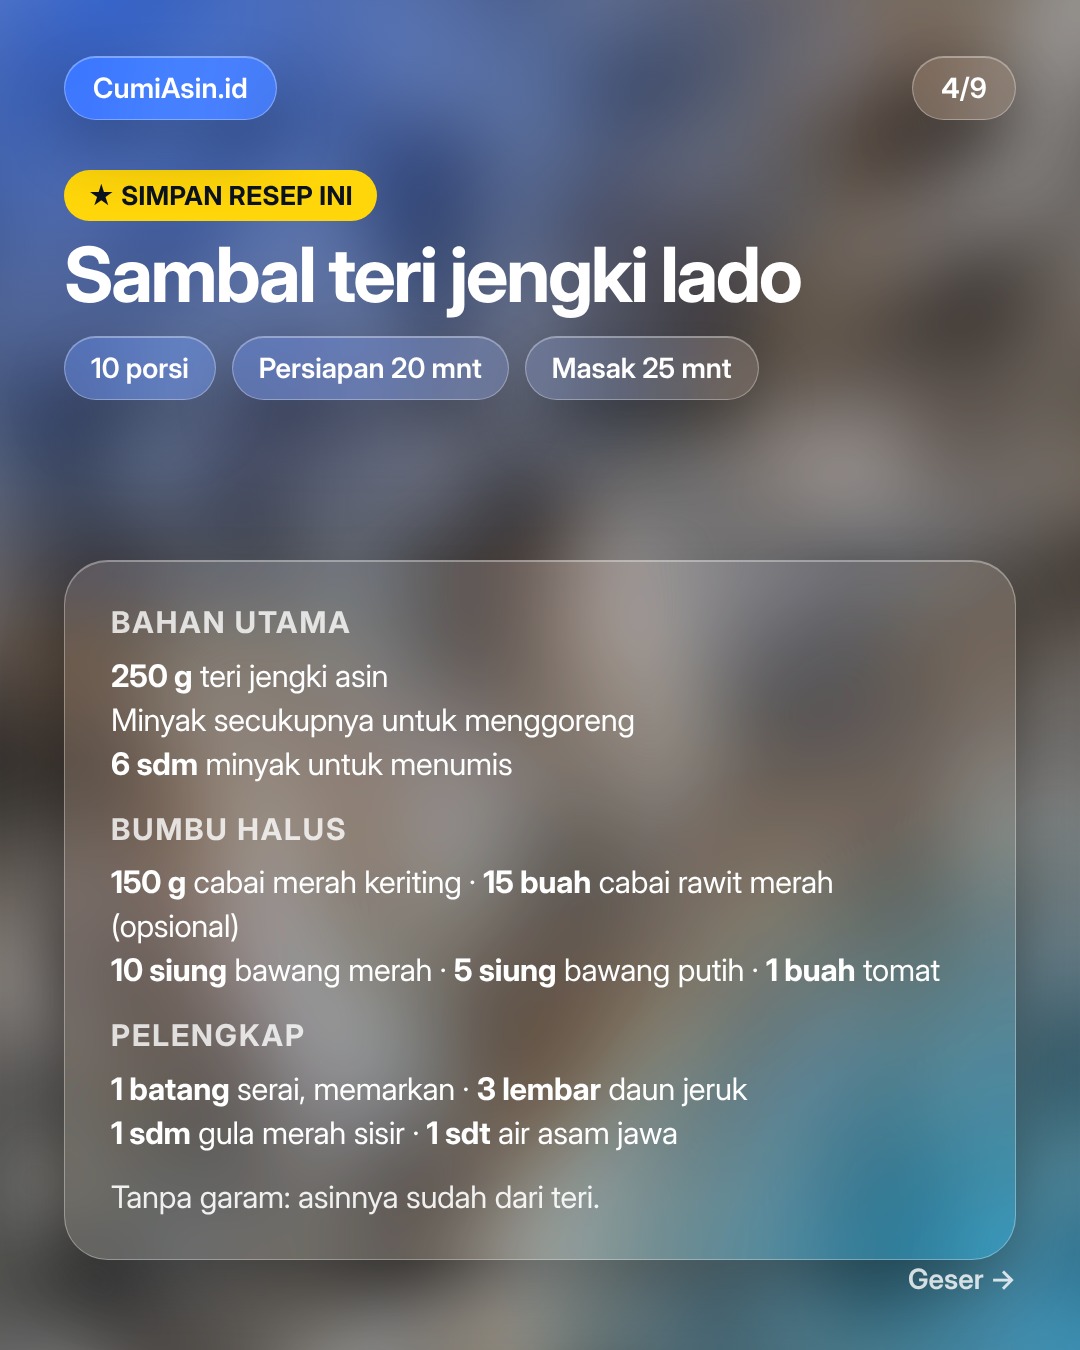 CumiAsin.id
4/9
★ SIMPAN RESEP INI
Sambal teri jengki lado
10 porsi
Persiapan 20 mnt
Masak 25 mnt
BAHAN UTAMA
250 g teri jengki asin
Minyak secukupnya untuk menggoreng
6 sdm minyak untuk menumis
BUMBU HALUS
150 g cabai merah keriting · 15 buah cabai rawit merah
(opsional)
10 siung bawang merah · 5 siung bawang putih · 1 buah tomat
PELENGKAP
1 batang serai, memarkan · 3 lembar daun jeruk
1 sdm gula merah sisir · 1 sdt air asam jawa
Tanpa garam: asinnya sudah dari teri.
Geser →